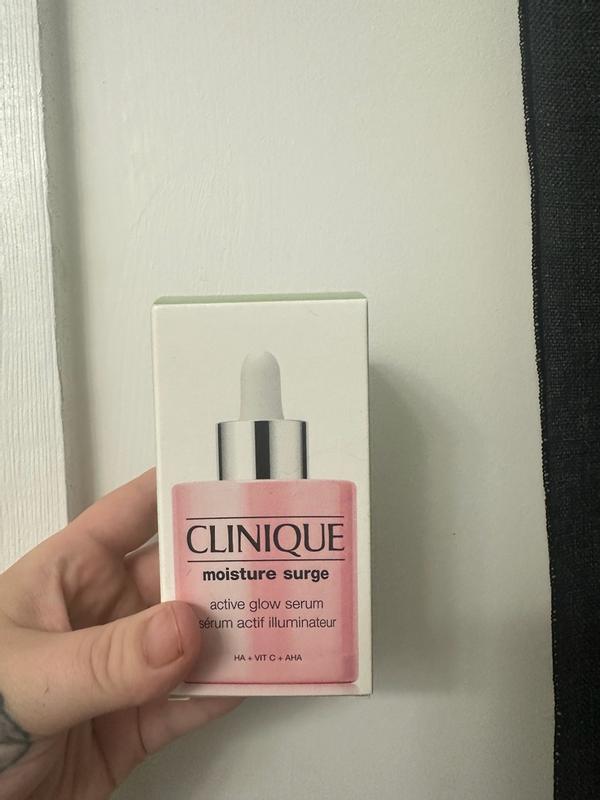 CLINIQUE
moisture surge
active glow serum
sérum actif illuminateur
HA + VIT C + AHA